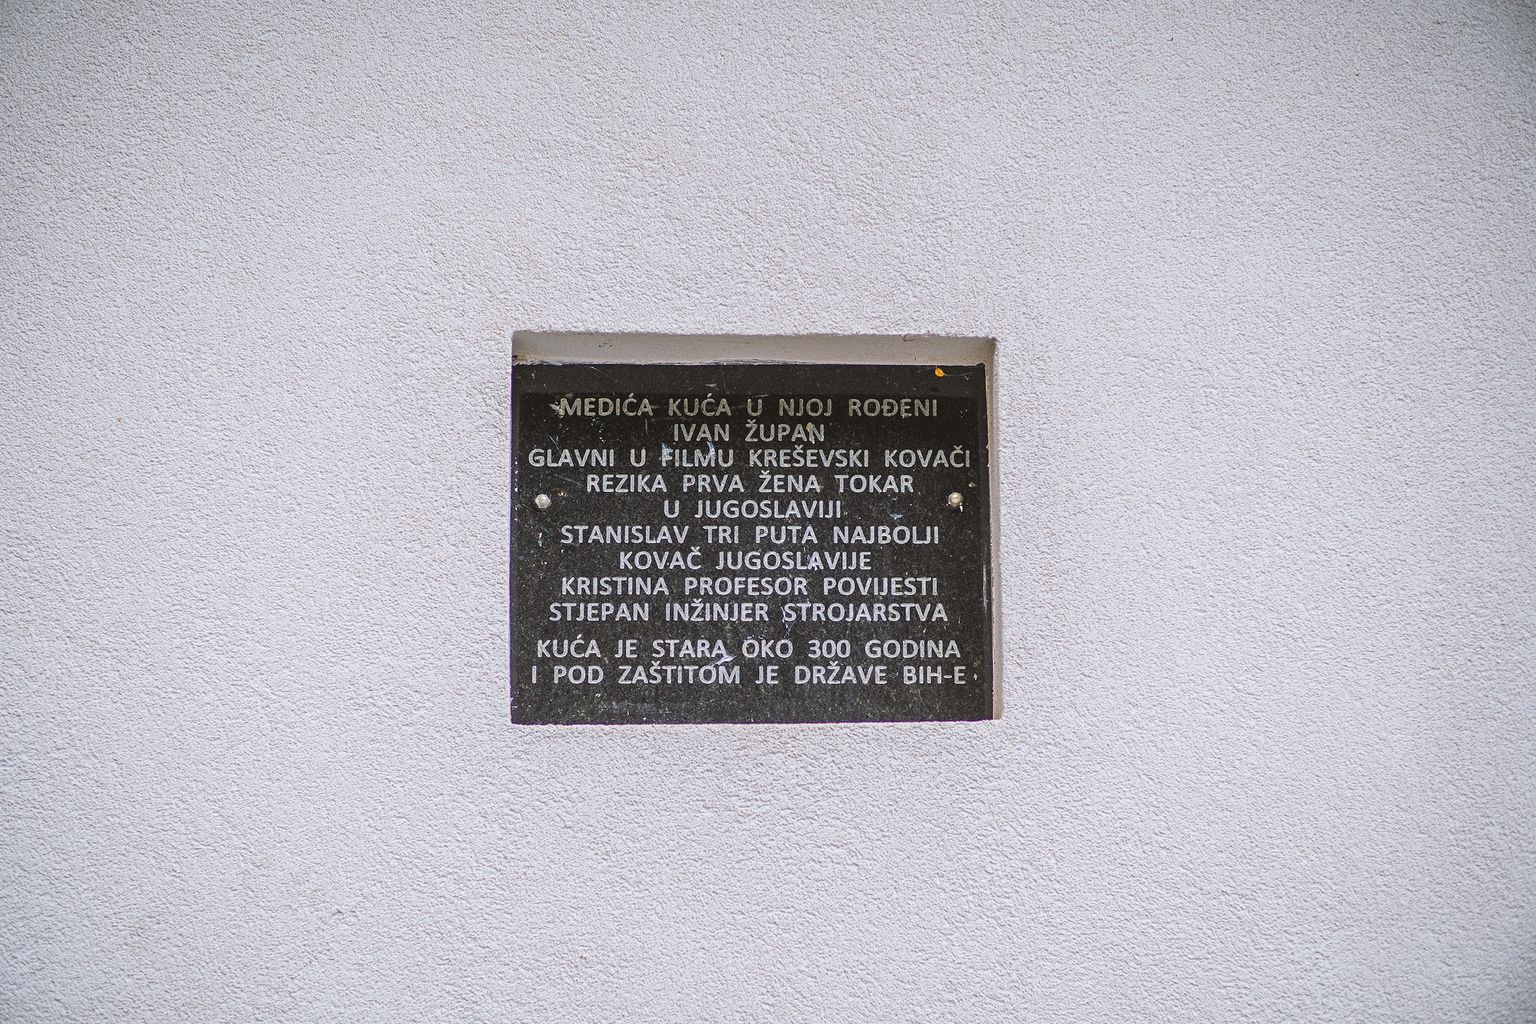 MEDIĆA KUĆA U NJOJ ROĐENI
IVAN ŽUPAN
GLAVNI U FILMU KREŠEVSKI KOVAČI
REZIKA PRVA ŽENA TOKAR
U JUGOSLAVIJI
STANISLAV TRI PUTA NAJBOLJI
KOVAČ JUGOSLAVIJE
KRISTINA PROFESOR POVIJESTI
STJEPAN INŽINJER STROJARSTVA
KUĆA JE STARA OKO 300 GODINA
I POD ZAŠTITOM JE DRŽAVE BIH-E